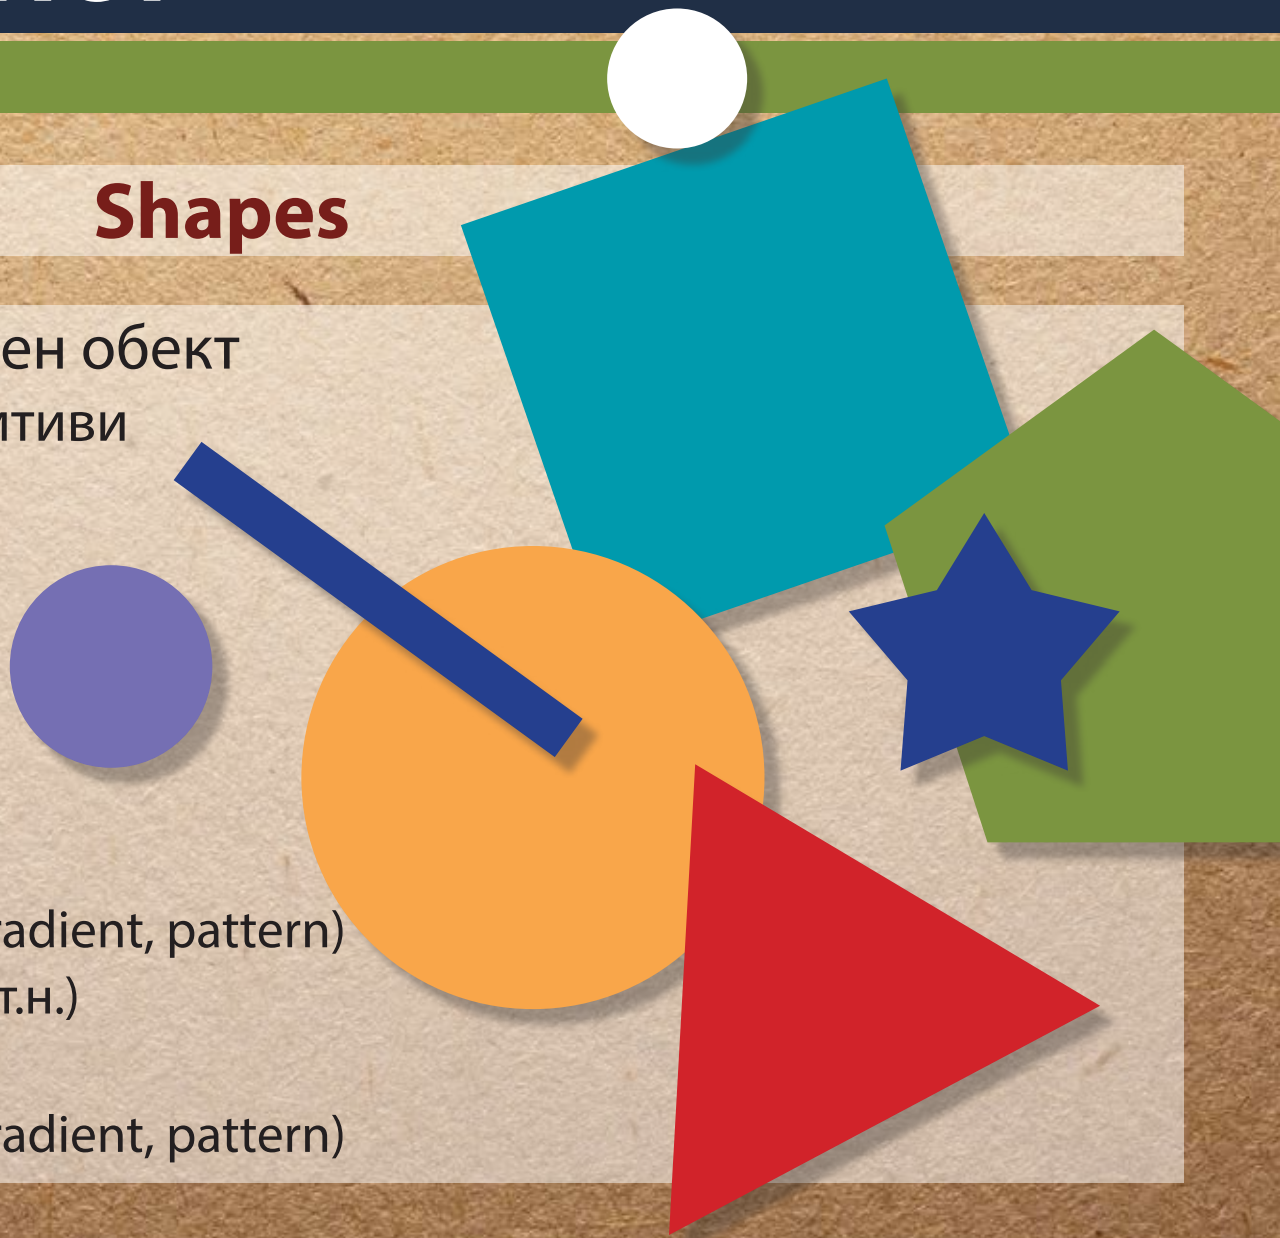 Shapes
ен обект
итиви
radient, pattern)
т.н.)
radient, pattern)